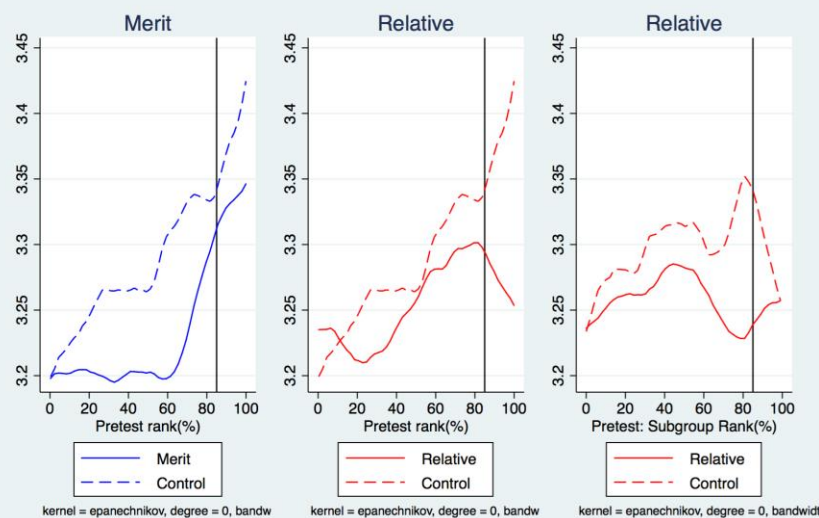 Merit
3.45
3.4
3.35
3.3
3.25
3.2
0 20 40 60 80 100
Pretest rank(%)
Merit
Control
kernel = epanechnikov, degree = 0, bandw
Relative
3.45
3.4
3.35
3.3
3.25
3.2
0 20 40 60 80 100
Pretest rank(%)
Relative
Control
kernel = epanechnikov, degree = 0, bandw
Relative
3.45
3.4
3.35
3.3
3.25
3.2
0 20 40 60 80 100
Pretest: Subgroup Rank(%)
Relative
Control
kernel = epanechnikov, degree = 0, bandwidt